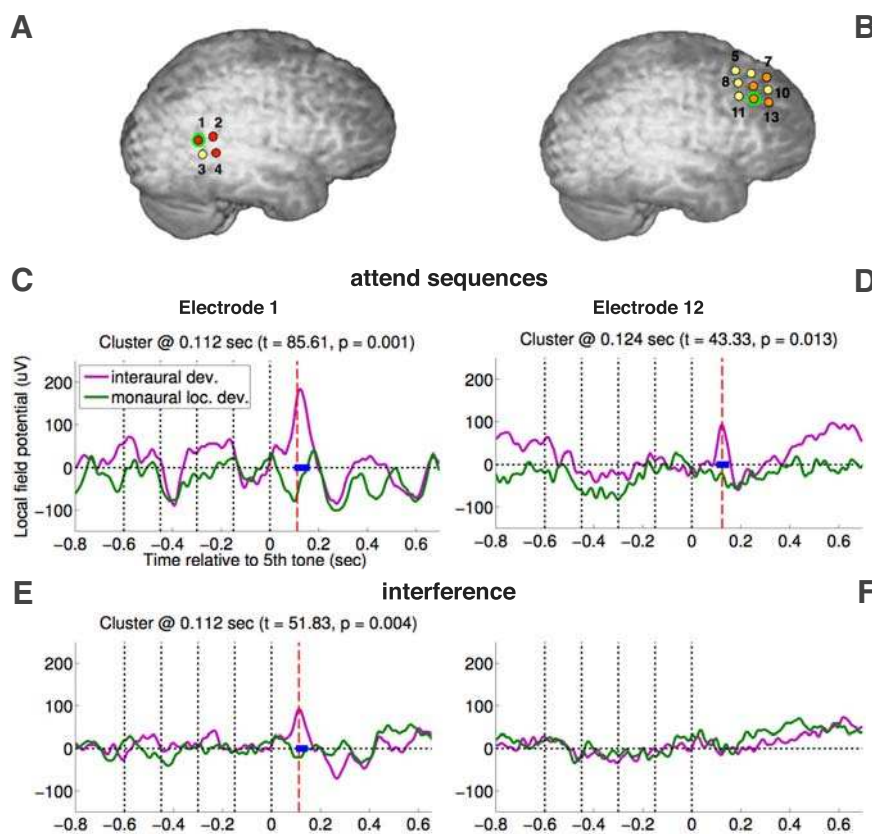 A
B
1 2
3 4
5 7
8 10
11 13
C
attend sequences
D
Electrode 1
Electrode 12
Cluster @ 0.112 sec (t = 85.61, p = 0.001)
Cluster @ 0.124 sec (t = 43.33, p = 0.013)
Local field potential (uV)
interaural dev.
monaural loc. dev.
200
100
0
−100
−0.8 −0.6 −0.4 −0.2 0 0.2 0.4 0.6
Time relative to 5th tone (sec)
200
100
0
−100
−0.8 −0.6 −0.4 −0.2 0 0.2 0.4 0.6
E
interference
F
Cluster @ 0.112 sec (t = 51.83, p = 0.004)
200
100
0
−100
−0.8 −0.6 −0.4 −0.2 0 0.2 0.4 0.6
200
100
0
−100
−0.8 −0.6 −0.4 −0.2 0 0.2 0.4 0.6